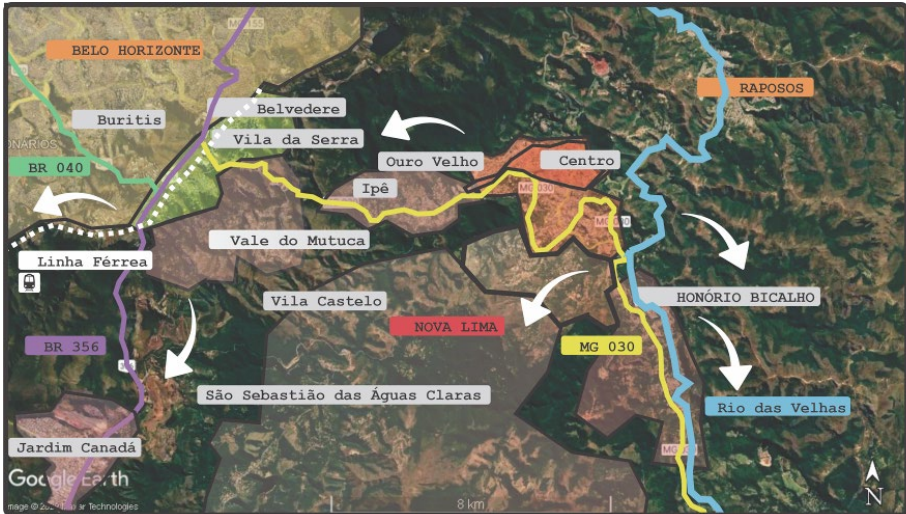 BELO HORIZONTE
RAPOSOS
Belvedere
Buritis
Vila da Serra
BR 040
Ouro Velho
Centro
Ipê
MG 030
Vale do Mutuca
Linha Férrea
HONÓRIO BICALHO
Vila Castelo
NOVA LIMA
BR 356
MG 030
São Sebastião das Águas Claras
Rio das Velhas
Jardim Canadá
Google Earth
8 km
N